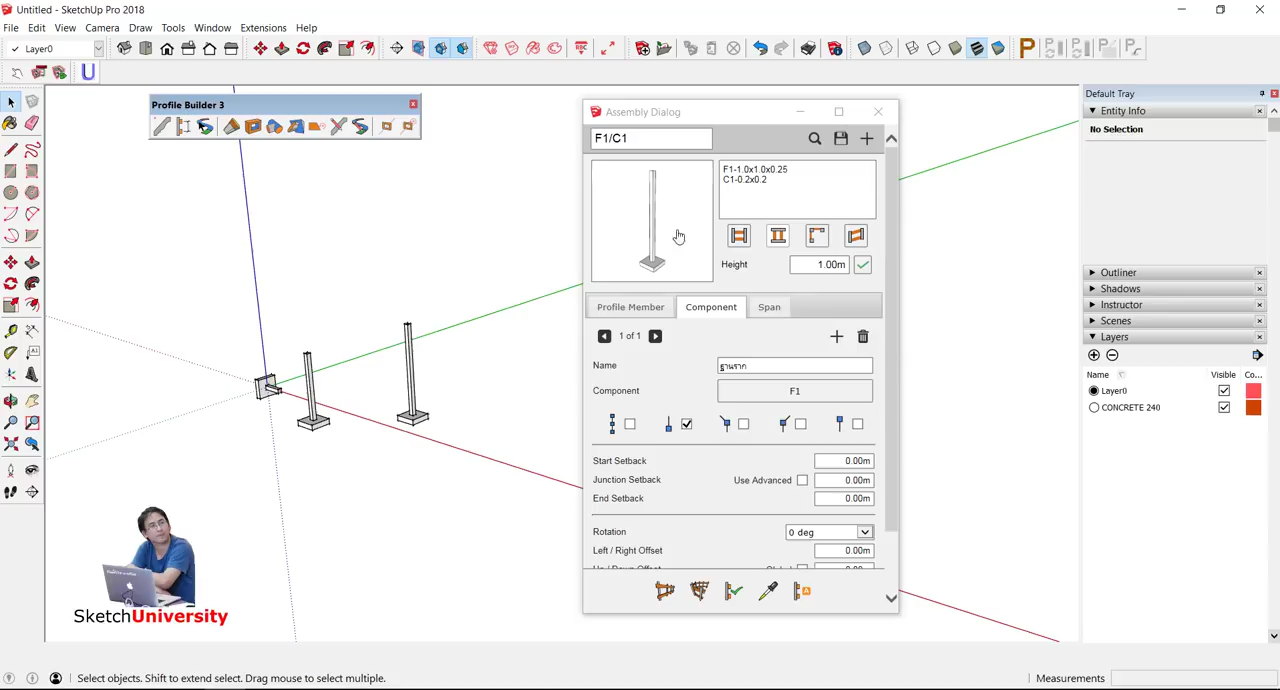 Untitled - SketchUp Pro 2018
File Edit View Camera Draw Tools Window Extensions Help
Layer0
Profile Builder 3
Assembly Dialog
F1/C1
F1-1.0x1.0x0.25
C1-0.2x0.2
Height 1.00m
Profile Member Component Span
1 of 1
Name ฐานราก
Component F1
Start Setback 0.00m
Junction Setback Use Advanced 0.00m
End Setback 0.00m
Rotation 0 deg
Left / Right Offset 0.00m
Default Tray
Entity Info
No Selection
Outliner
Shadows
Instructor
Scenes
Layers
Name Visible Co...
Layer0
CONCRETE 240
SketchUniversity
Select objects. Shift to extend select. Drag mouse to select multiple.
Measurements